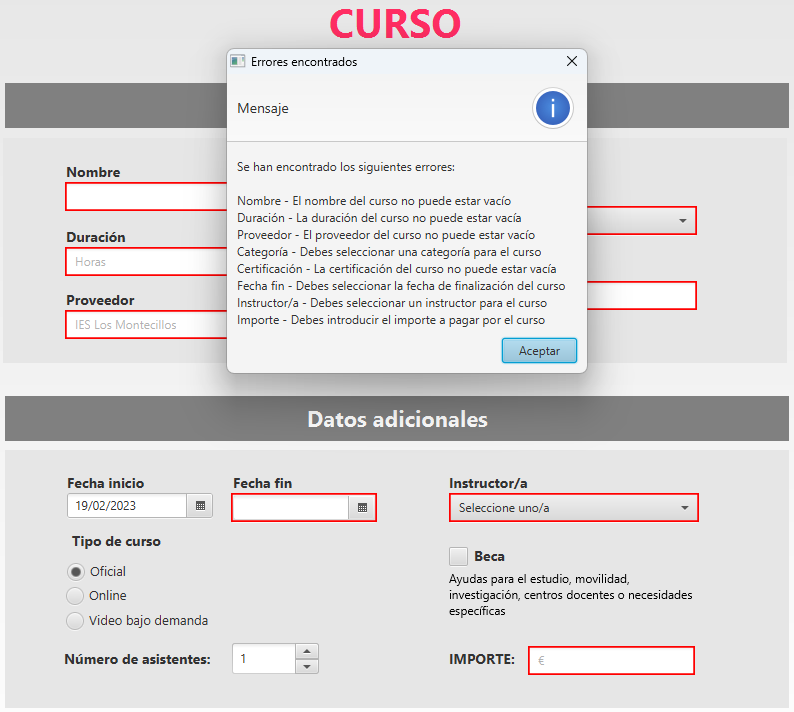 CURSO
Errores encontrados
Mensaje
Se han encontrado los siguientes errores:
Nombre - El nombre del curso no puede estar vacío
Duración - La duración del curso no puede estar vacía
Proveedor - El proveedor del curso no puede estar vacío
Categoría - Debes seleccionar una categoría para el curso
Certificación - La certificación del curso no puede estar vacía
Fecha fin - Debes seleccionar la fecha de finalización del curso
Instructor/a - Debes seleccionar un instructor para el curso
Importe - Debes introducir el importe a pagar por el curso
Aceptar
Nombre
Duración
Horas
Proveedor
IES Los Montecillos
Datos adicionales
Fecha inicio
19/02/2023
Fecha fin
Instructor/a
Seleccione uno/a
Tipo de curso
Oficial
Online
Video bajo demanda
Beca
Ayudas para el estudio, movilidad,
investigación, centros docentes o necesidades
específicas
Número de asistentes:
1
IMPORTE:
€